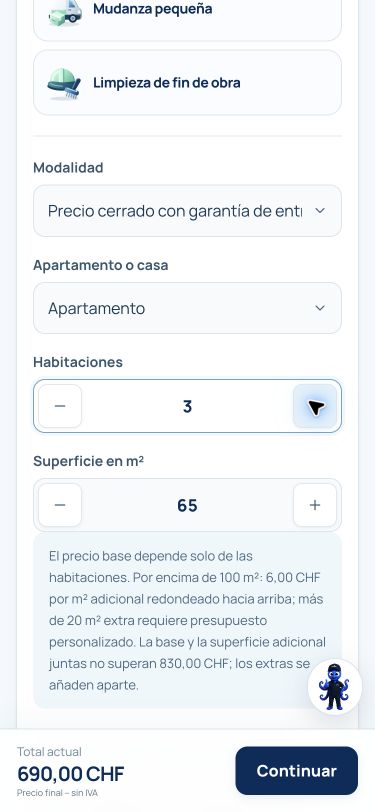 Mudanza pequeña
Limpieza de fin de obra
Modalidad
Precio cerrado con garantía de
Apartamento o casa
Apartamento
Habitaciones
− 3
Superficie en m²
− 65 +
El precio base depende solo de las
habitaciones. Por encima de 100 m²: 6,00 CHF
por m² adicional redondeado hacia arriba; más
de 20 m² extra requiere presupuesto
personalizado. La base y la superficie adicional
juntas no superan 830,00 CHF; los extras se
añaden aparte.
Total actual
690,00 CHF
Precio final – sin IVA
Continuar